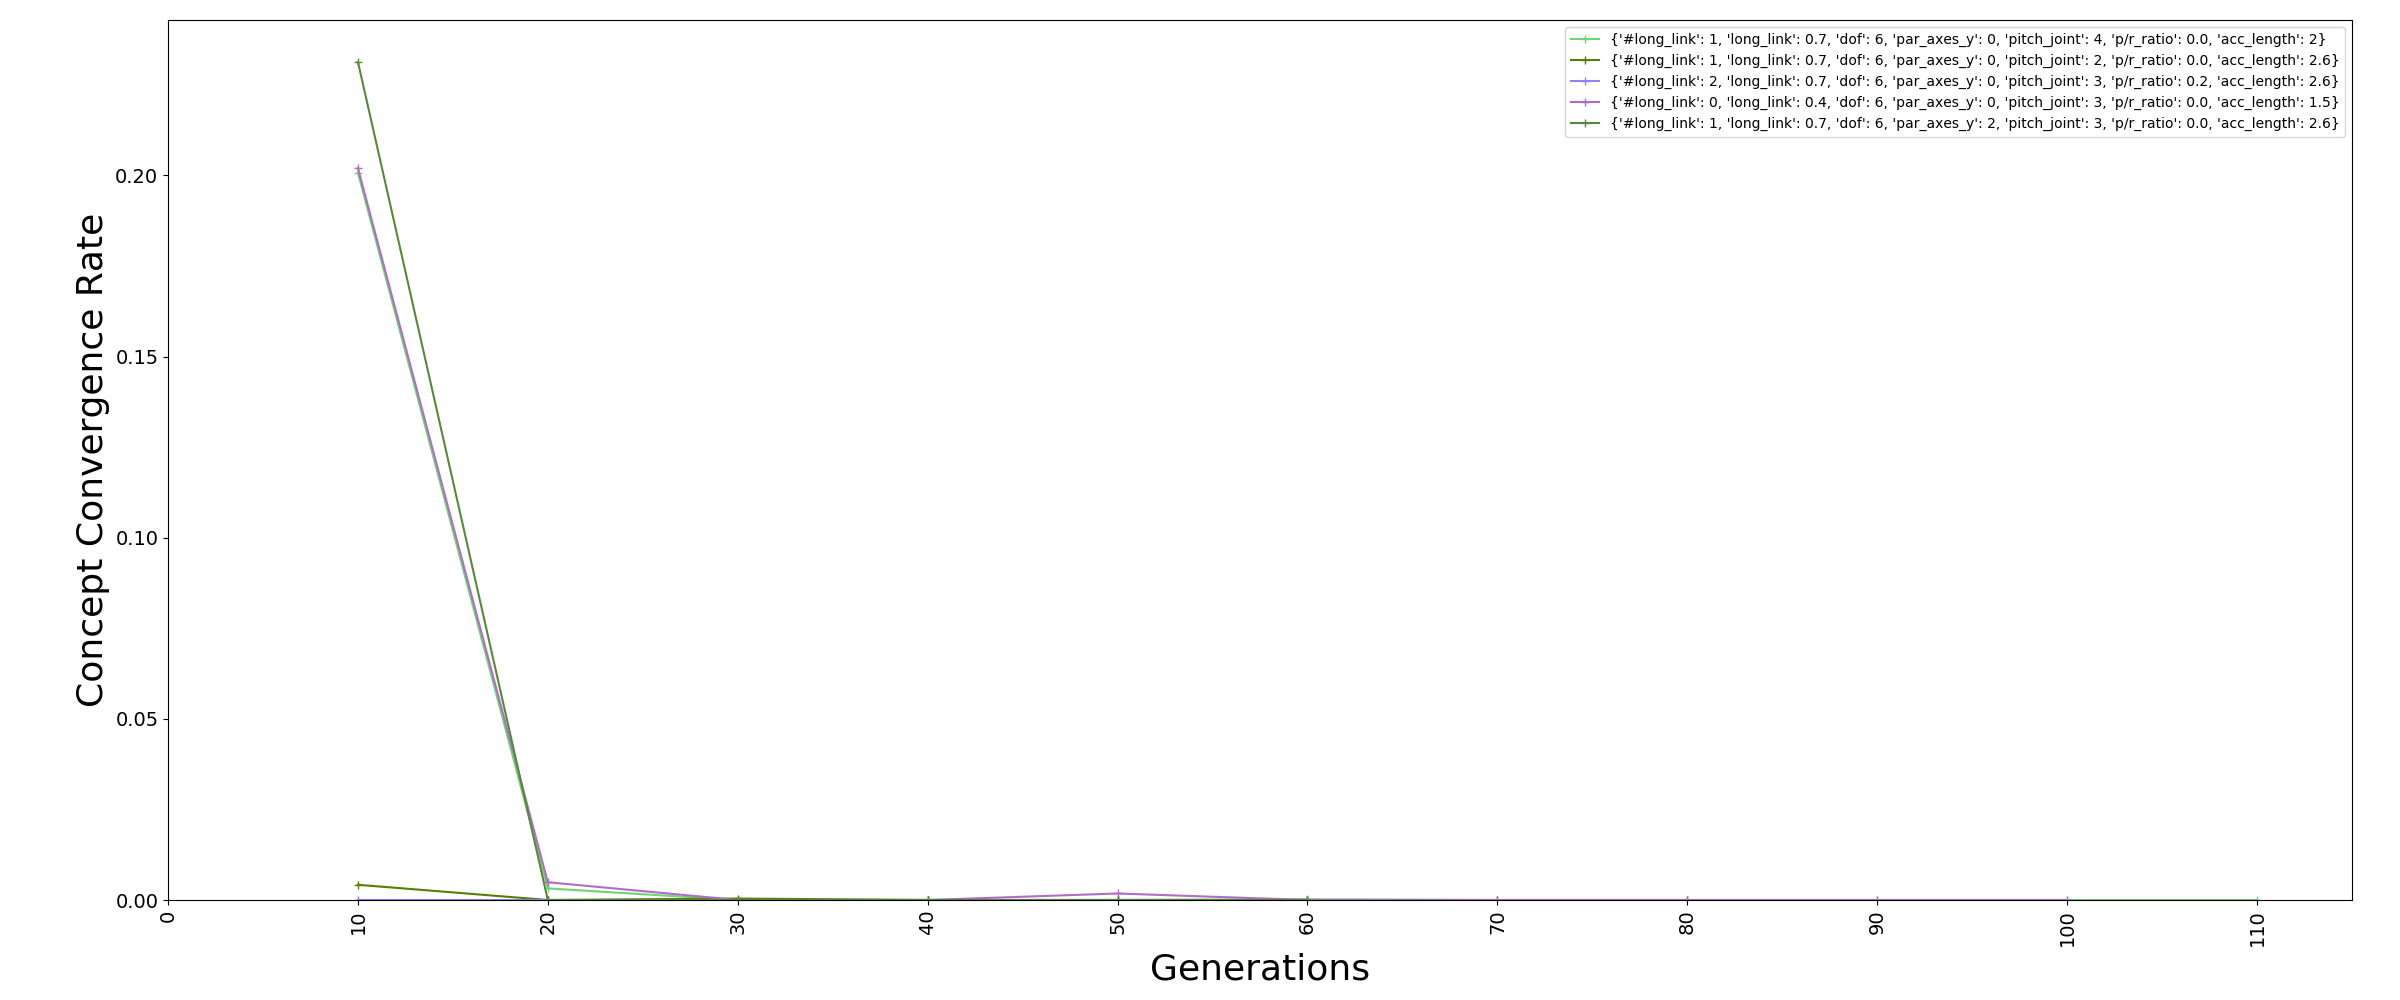 {'#long_link': 1, 'long_link': 0.7, 'dof': 6, 'par_axes_y': 0, 'pitch_joint': 4, 'p/r_ratio': 0.0, 'acc_length': 2}
{'#long_link': 1, 'long_link': 0.7, 'dof': 6, 'par_axes_y': 0, 'pitch_joint': 2, 'p/r_ratio': 0.0, 'acc_length': 2.6}
{'#long_link': 2, 'long_link': 0.7, 'dof': 6, 'par_axes_y': 0, 'pitch_joint': 3, 'p/r_ratio': 0.2, 'acc_length': 2.6}
{'#long_link': 0, 'long_link': 0.4, 'dof': 6, 'par_axes_y': 0, 'pitch_joint': 3, 'p/r_ratio': 0.0, 'acc_length': 1.5}
{'#long_link': 1, 'long_link': 0.7, 'dof': 6, 'par_axes_y': 2, 'pitch_joint': 3, 'p/r_ratio': 0.0, 'acc_length': 2.6}
Concept Convergence Rate
0.20
0.15
0.10
0.05
0.00
0 10 20 30 40 50 60 70 80 90 100 110
Generations